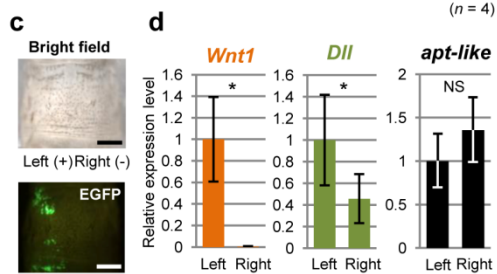 c
Bright field
Left (+) Right (-)
EGFP
d
(n = 4)
Wnt1
Dll
apt-like
Relative expression level
1.6
1.4
1.2
1
0.8
0.6
0.4
0.2
0
*
Left Right
1.6
1.4
1.2
1
0.8
0.6
0.4
0.2
0
*
Left Right
2
1.5
1
0.5
0
NS
Left Right